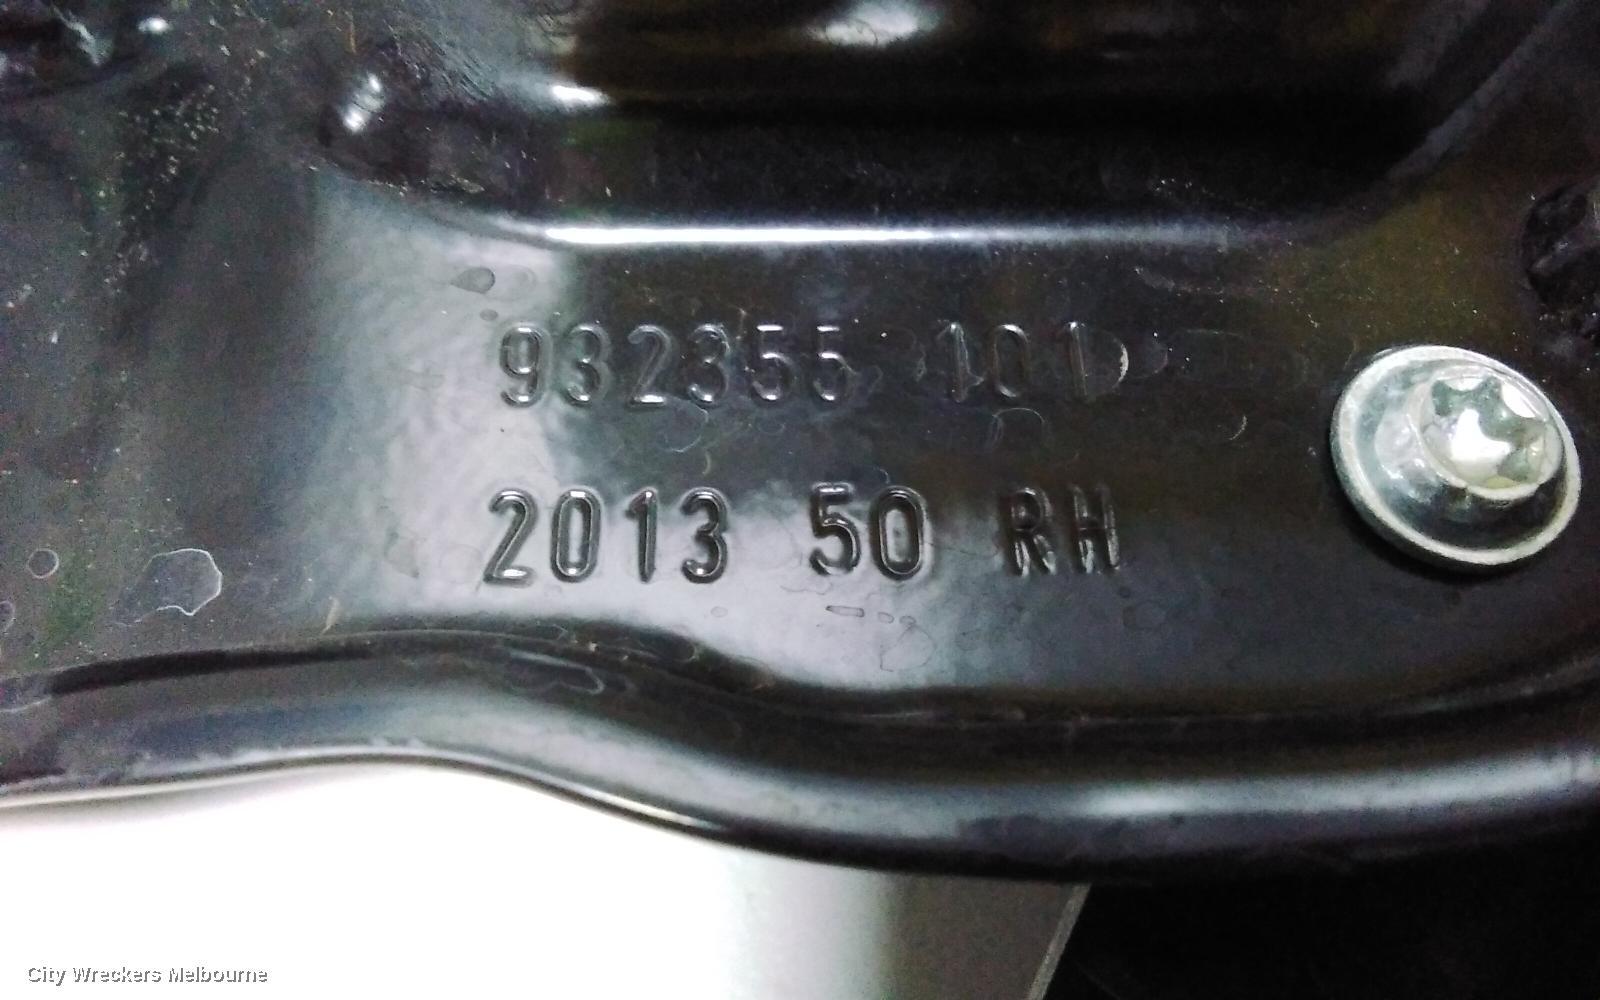 932355 101
2013 50 RH
City Wreckers Melbourne